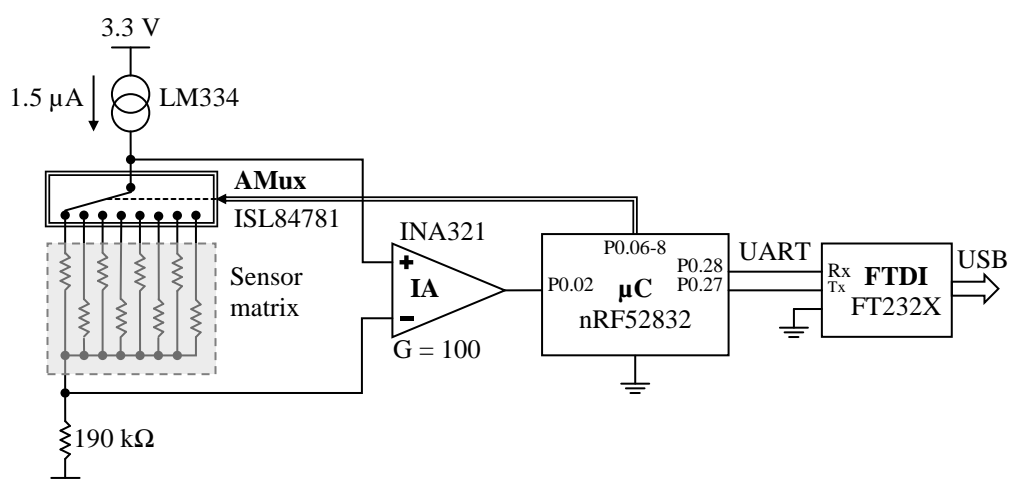 3.3 V
1.5 µA
LM334
AMux
ISL84781
Sensor
matrix
190 kΩ
INA321
+
IA
−
G = 100
P0.06-8
P0.02
P0.28
P0.27
µC
nRF52832
UART
Rx
Tx
FTDI
FT232X
USB